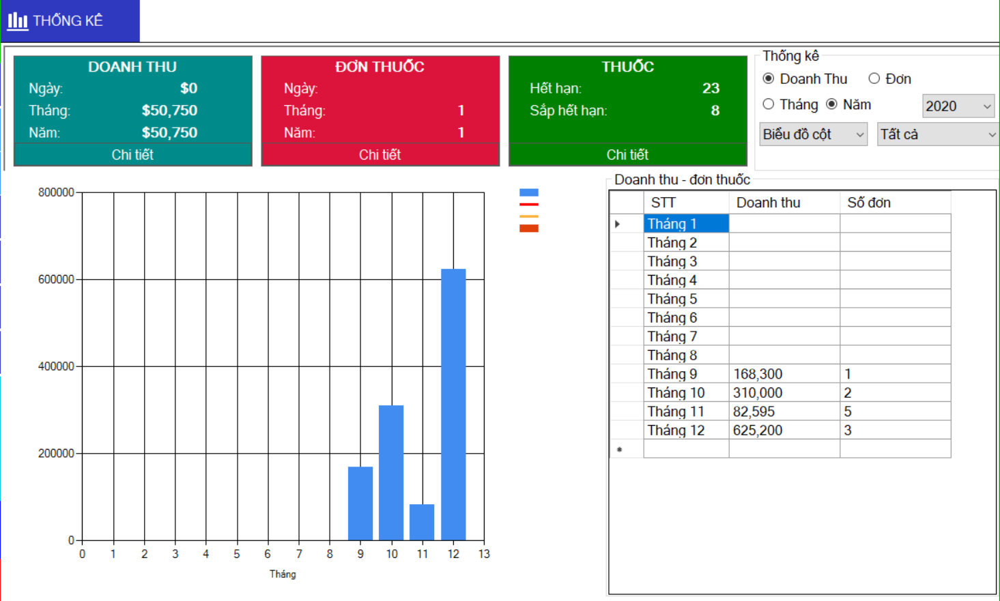 THỐNG KÊ
DOANH THU
Ngày: $0
Tháng: $50,750
Năm: $50,750
Chi tiết
ĐƠN THUỐC
Ngày:
Tháng: 1
Năm: 1
Chi tiết
THUỐC
Hết hạn: 23
Sắp hết hạn: 8
Chi tiết
Thống kê
Doanh Thu Đơn
Tháng Năm 2020
Biểu đồ cột Tất cả
800000
600000
400000
200000
0
0 1 2 3 4 5 6 7 8 9 10 11 12 13
Tháng
Doanh thu - đơn thuốc
STT Doanh thu Số đơn
Tháng 1
Tháng 2
Tháng 3
Tháng 4
Tháng 5
Tháng 6
Tháng 7
Tháng 8
Tháng 9 168,300 1
Tháng 10 310,000 2
Tháng 11 82,595 5
Tháng 12 625,200 3